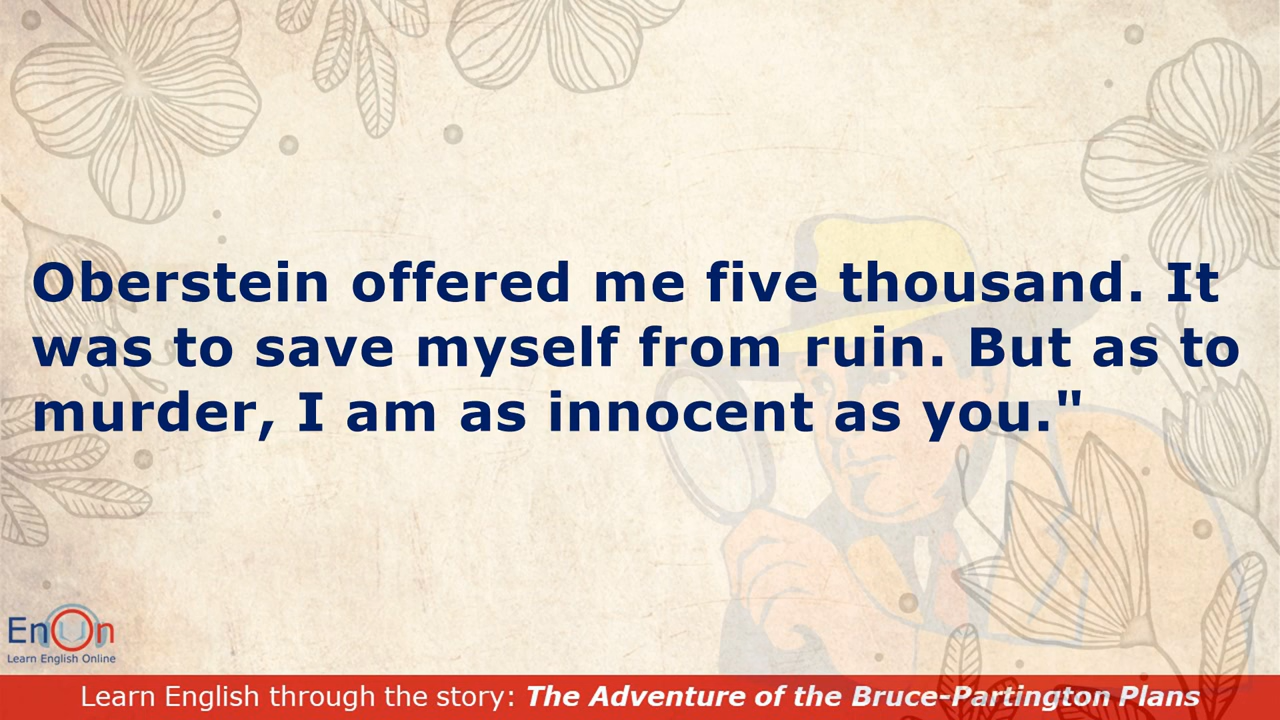 Oberstein offered me five thousand. It
was to save myself from ruin. But as to
murder, I am as innocent as you."
EnOn
Learn English Online
Learn English through the story: The Adventure of the Bruce-Partington Plans